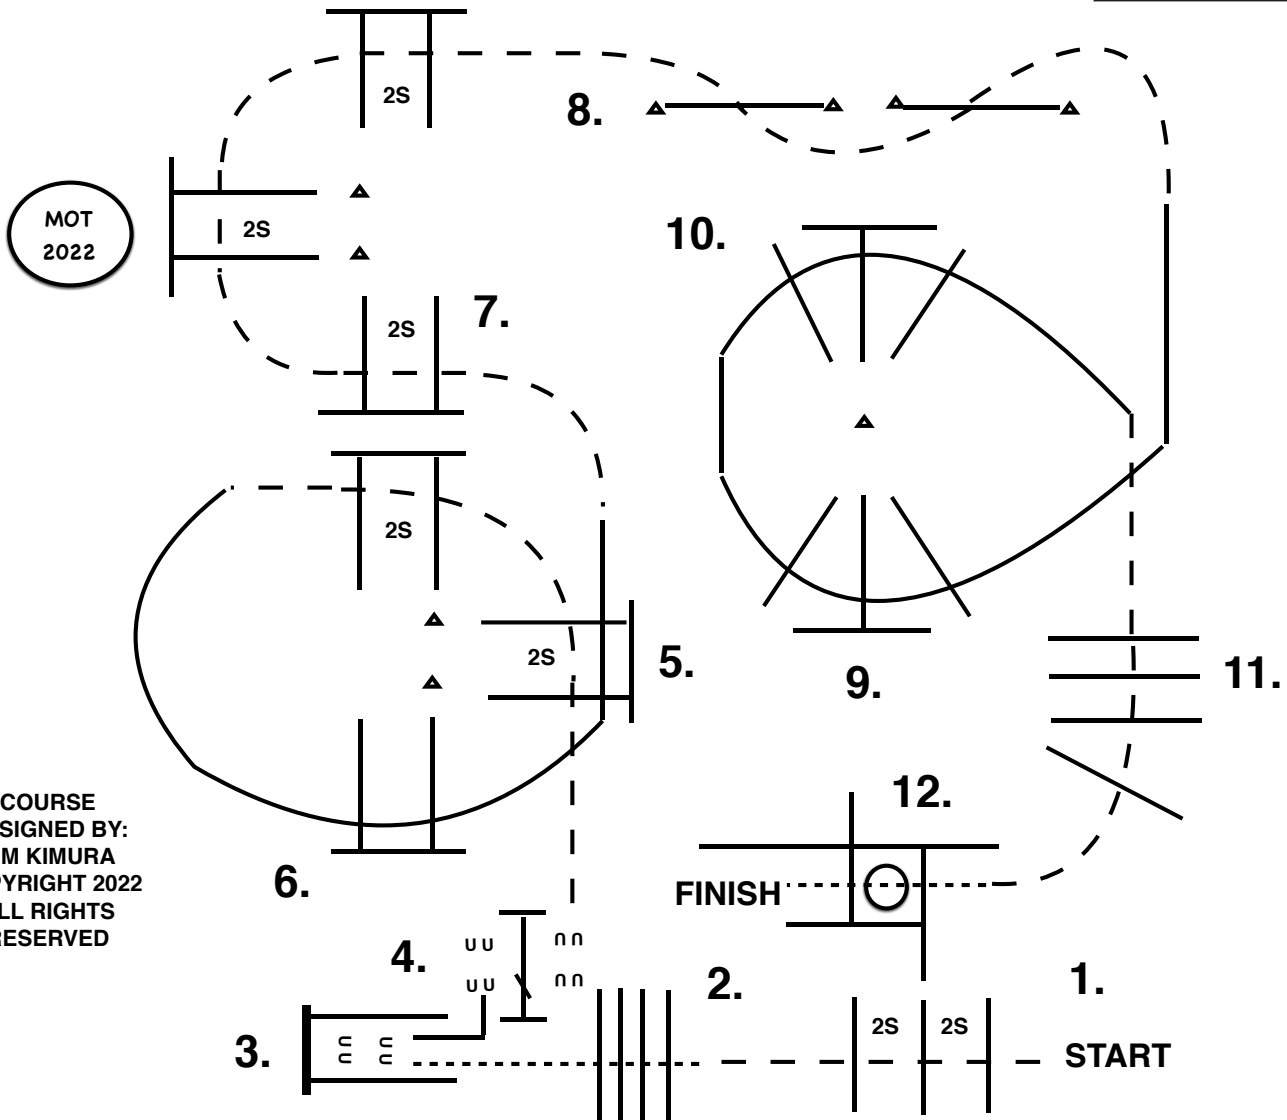 2S
8.
MOT
2022
2S
10.
7.
2S
2S
5.
2S
9.
11.
COURSE
SIGNED BY:
M KIMURA
PYRIGHT 2022
LL RIGHTS
RESERVED
6.
12.
FINISH
4.
2.
1.
3.
2S
2S
START